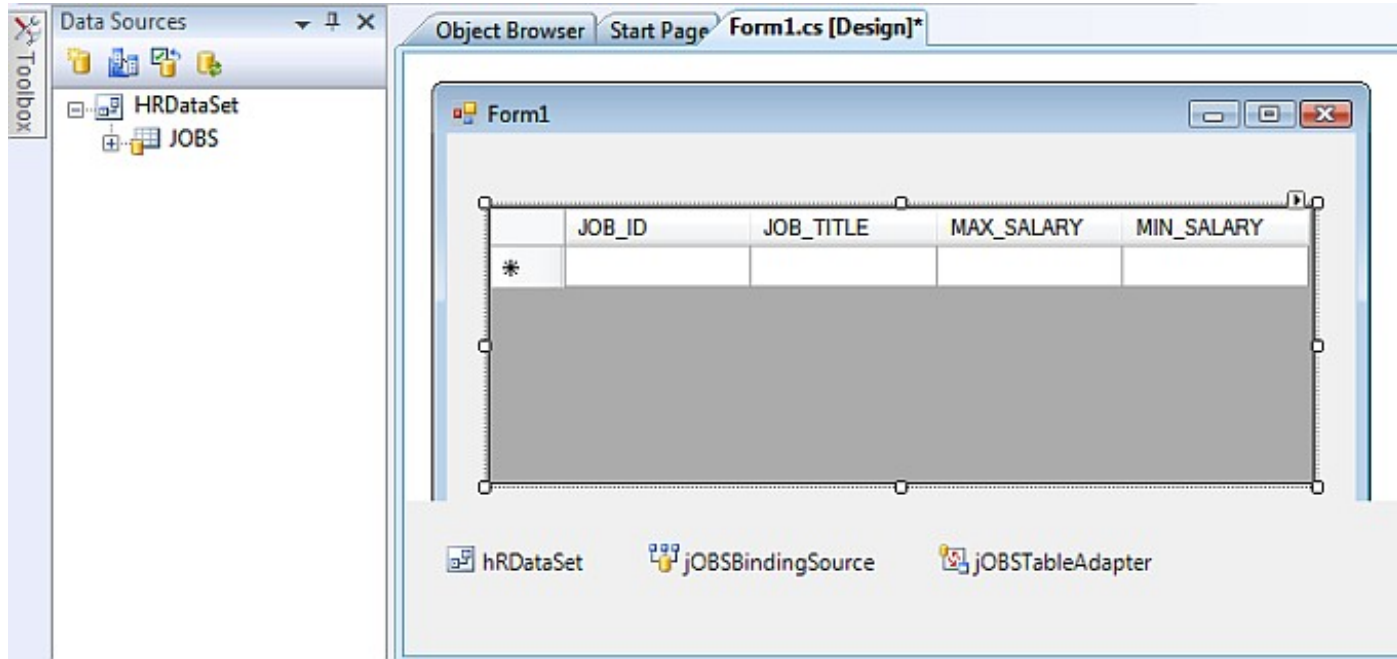 Data Sources
Toolbox
HRDataSet
JOBS
Object Browser Start Page Form1.cs [Design]*
Form1
JOB_ID JOB_TITLE MAX_SALARY MIN_SALARY
hRDataSet jOBSBindingSource jOBSTableAdapter